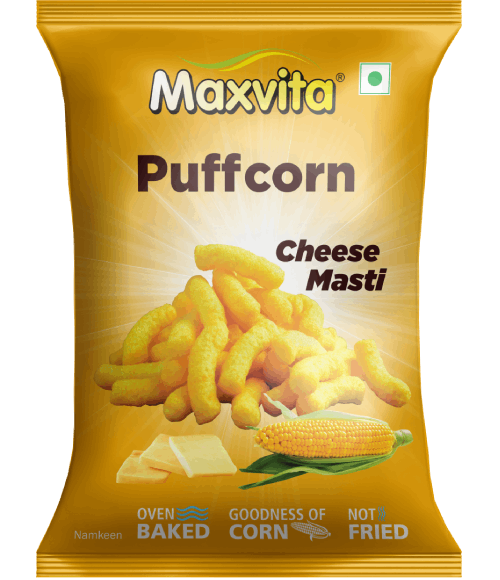 Maxvita®
Puffcorn
Cheese
Masti
Namkeen
OVEN
BAKED
GOODNESS OF
CORN
NOT
FRIED